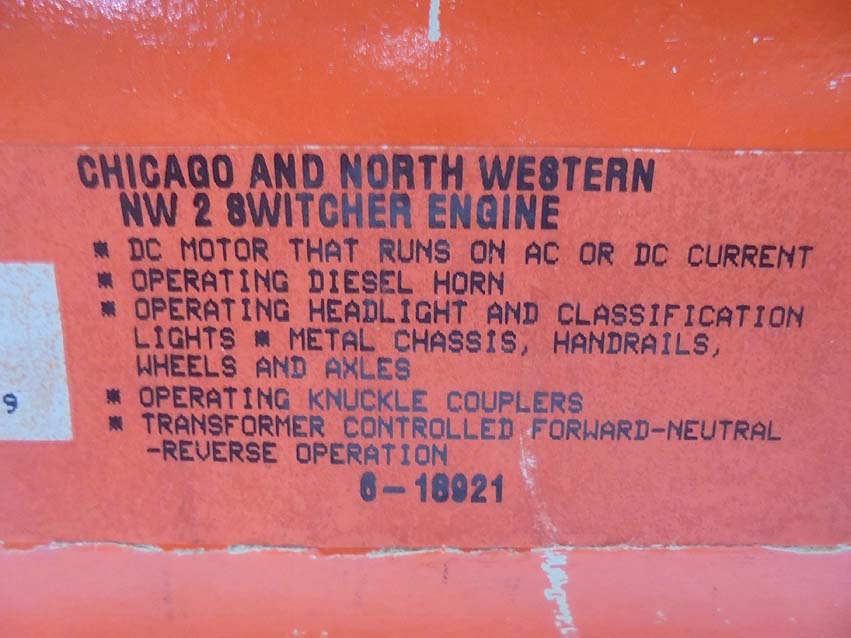 CHICAGO AND NORTH WESTERN
NW 2 SWITCHER ENGINE
* DC MOTOR THAT RUNS ON AC OR DC CURRENT
* OPERATING DIESEL HORN
* OPERATING HEADLIGHT AND CLASSIFICATION
LIGHTS * METAL CHASSIS, HANDRAILS,
WHEELS AND AXLES
* OPERATING KNUCKLE COUPLERS
* TRANSFORMER CONTROLLED FORWARD-NEUTRAL
-REVERSE OPERATION
6-18921
9